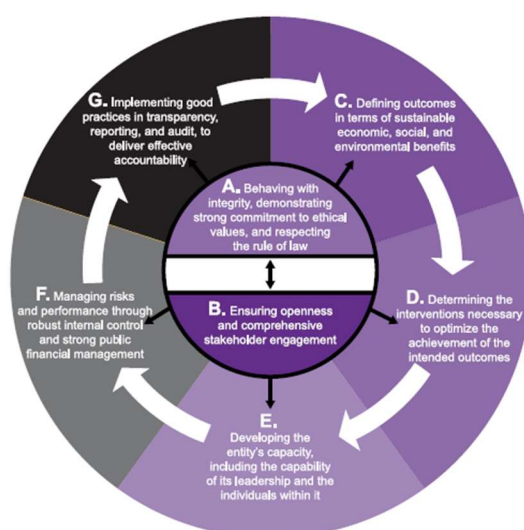 G. Implementing good
practices in transparency,
reporting, and audit, to
deliver effective
accountability
C. Defining outcomes
in terms of sustainable
economic, social, and
environmental benefits
A. Behaving with
integrity, demonstrating
strong commitment to ethical
values, and respecting
the rule of law
F. Managing risks
and performance through
robust internal control
and strong public
financial management
B. Ensuring openness
and comprehensive
stakeholder engagement
D. Determining the
interventions necessary
to optimize the
achievement of the
intended outcomes
E.
Developing the
entity's capacity,
including the capability
of its leadership and the
individuals within it